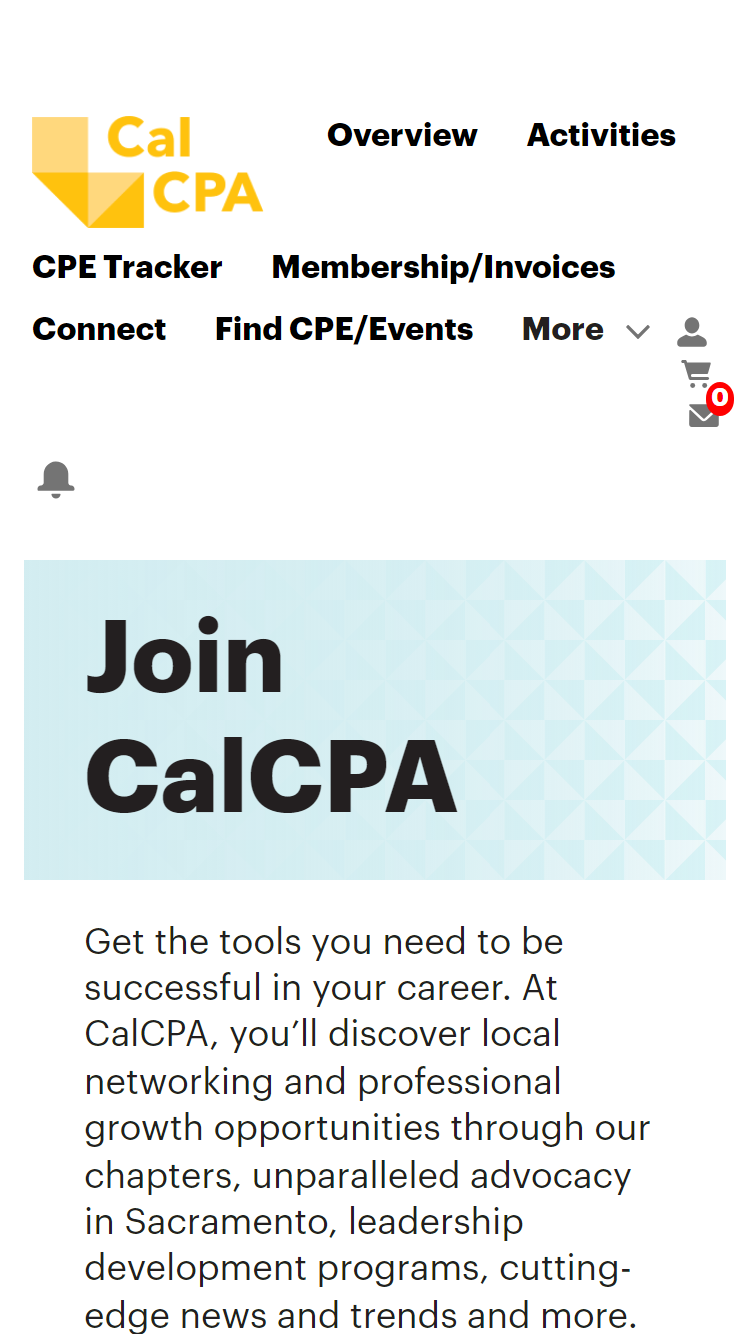 Cal
CPA
Overview Activities
CPE Tracker Membership/Invoices
Connect Find CPE/Events More
0
Join
CalCPA
Get the tools you need to be
successful in your career. At
CalCPA, you’ll discover local
networking and professional
growth opportunities through our
chapters, unparalleled advocacy
in Sacramento, leadership
development programs, cutting-
edge news and trends and more.